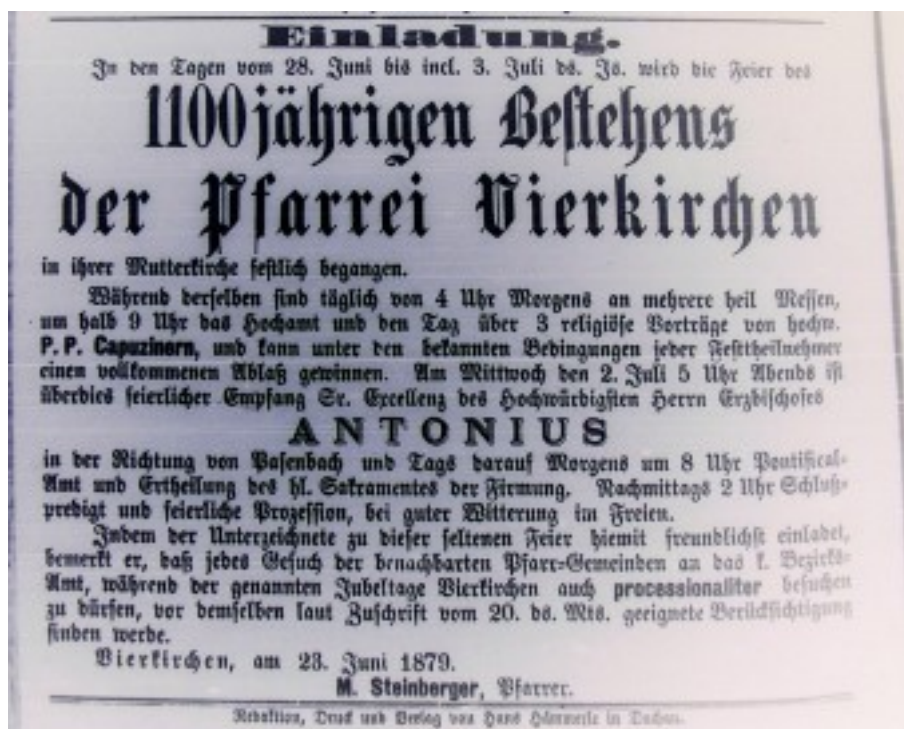 Einladung.
In den Tagen vom 28. Juni bis incl. 3. Juli ds. Js. wird die Feier des
1100jährigen Bestehens
der Pfarrei Vierkirchen
in ihrer Mutterkirche festlich begangen.
Während derselben sind täglich von 4 Uhr Morgens an mehrere heil Messen,
um halb 9 Uhr das Hochamt und den Tag über 3 religiöse Vorträge von hochw.
P. P. Capuzinern, und kann unter den bekannten Bedingungen jeder Festtheilnehmer
einen vollkommenen Ablaß gewinnen. Am Mittwoch den 2. Juli 5 Uhr Abends ist
überdies feierlicher Empfang Sr. Excellenz des Hochwürdigsten Herrn Erzbischofes
ANTONIUS
in der Richtung von Pasenbach und Tags darauf Morgens um 8 Uhr Pontifical-
Amt und Ertheilung des hl. Sakramentes der Firmung. Nachmittags 2 Uhr Schluß-
predigt und feierliche Prozession, bei guter Witterung im Freien.
Indem der Unterzeichnete zu dieser seltenen Feier hiemit freundlichst einladet,
bemerkt er, daß jedes Gesuch der benachbarten Pfarr-Gemeinden an das k. Bezirks-
Amt, während der genannten Jubeltage Vierkirchen auch processionaliter besuchen
zu dürfen, vor demselben laut Zuschrift vom 20. ds. Mts. geeignete Berücksichtigung
finden werde.
Vierkirchen, am 23. Juni 1879.
M. Steinberger, Pfarrer.
Redaktion, Druck und Verlag von Hans Hämmerle in Dachau.